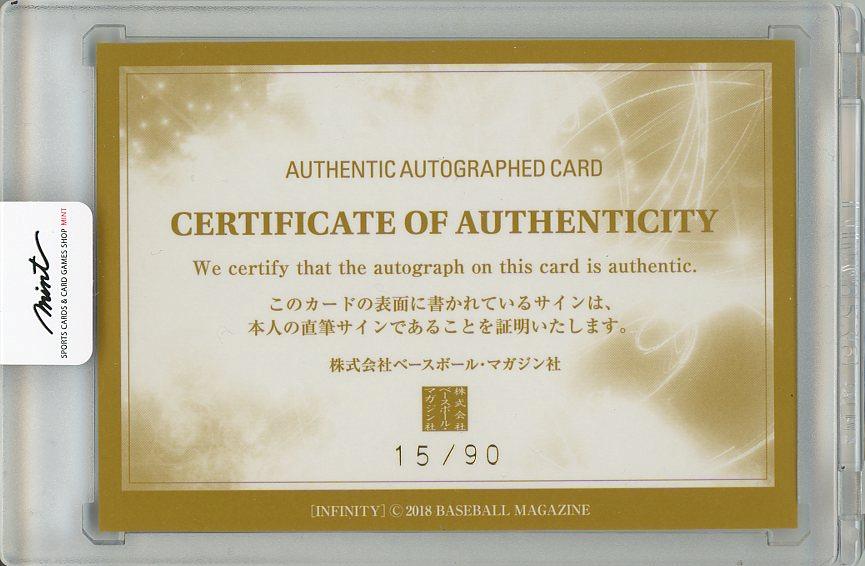 AUTHENTIC AUTOGRAPHED CARD
CERTIFICATE OF AUTHENTICITY
We certify that the autograph on this card is authentic.
このカードの表面に書かれているサインは、
本人の直筆サインであることを証明いたします。
株式会社ベースボール・マガジン社
株式会社
ベースボール・
マガジン社
15/90
[INFINITY] © 2018 BASEBALL MAGAZINE
mint
SPORTS CARDS & CARD GAMES SHOP MINT